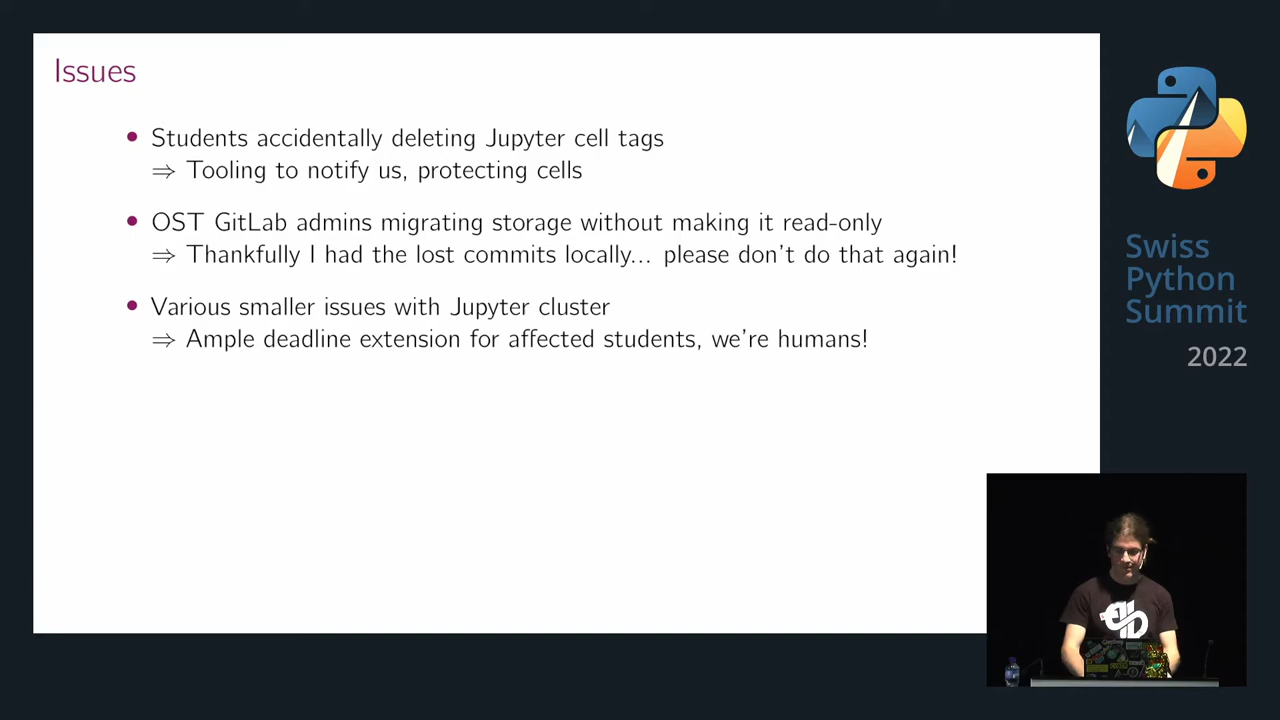 Issues
• Students accidentally deleting Jupyter cell tags
⇒ Tooling to notify us, protecting cells
• OST GitLab admins migrating storage without making it read-only
⇒ Thankfully I had the lost commits locally... please don't do that again!
• Various smaller issues with Jupyter cluster
⇒ Ample deadline extension for affected students, we're humans!
Swiss
Python
Summit
2022